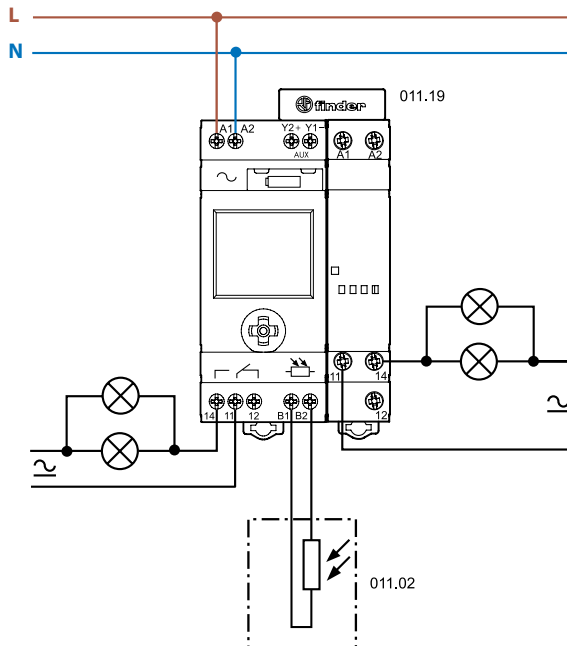 L
N
finder
011.19
A1 A2 Y2+ Y1-
AUX
A1 A2
11 14
12
14 11 12 B1 B2
011.02